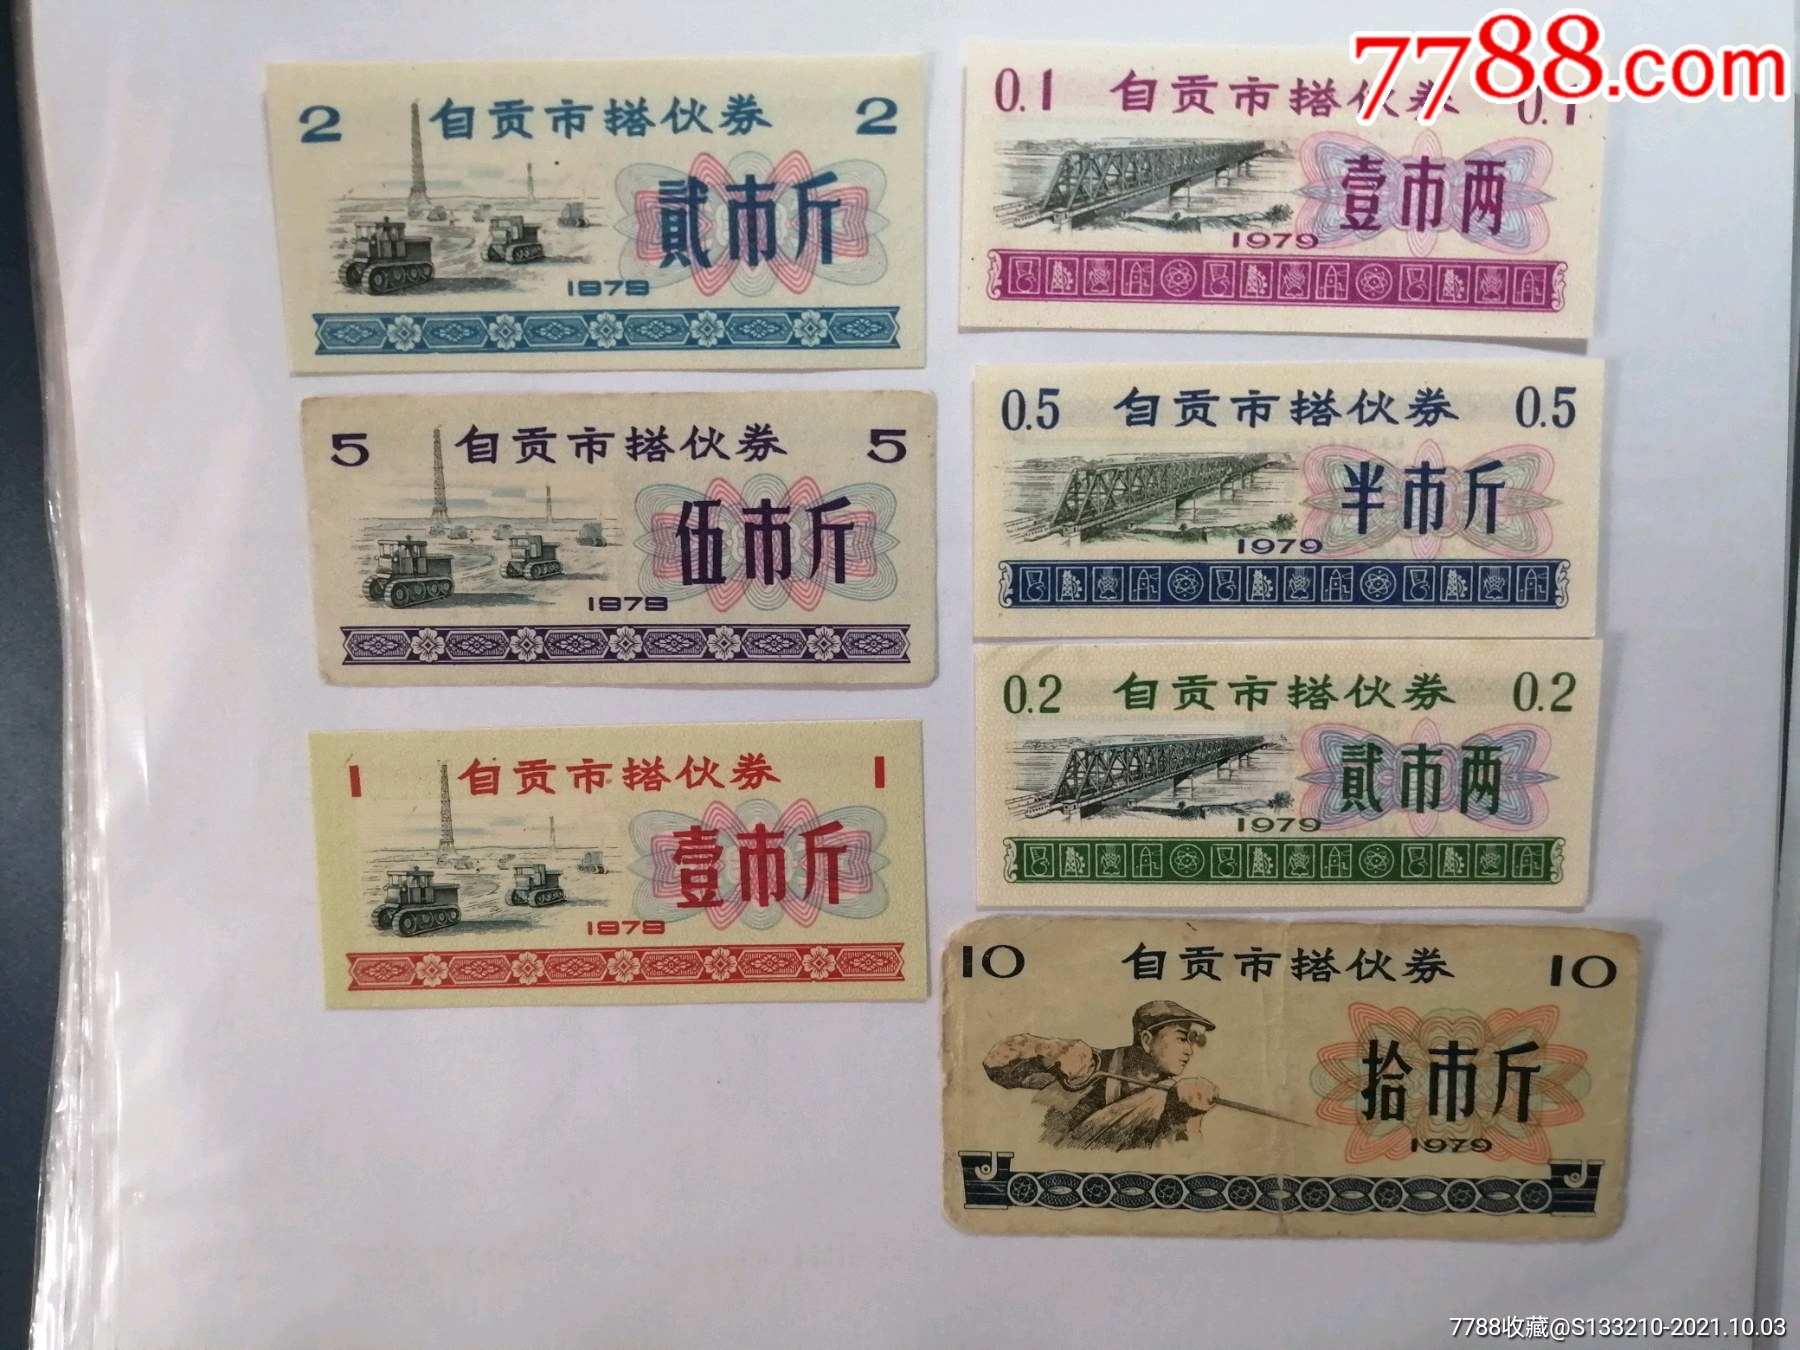 7788.com
2 自贡市搭伙券 2
贰市斤
1979
5 自贡市搭伙券 5
伍市斤
1979
1 自贡市搭伙券 1
壹市斤
1979
0.1 自贡市搭伙券 0.1
壹市两
1979
0.5 自贡市搭伙券 0.5
半市斤
1979
0.2 自贡市搭伙券 0.2
贰市两
1979
10 自贡市搭伙券 10
拾市斤
1979
7788收藏@S133210-2021.10.03